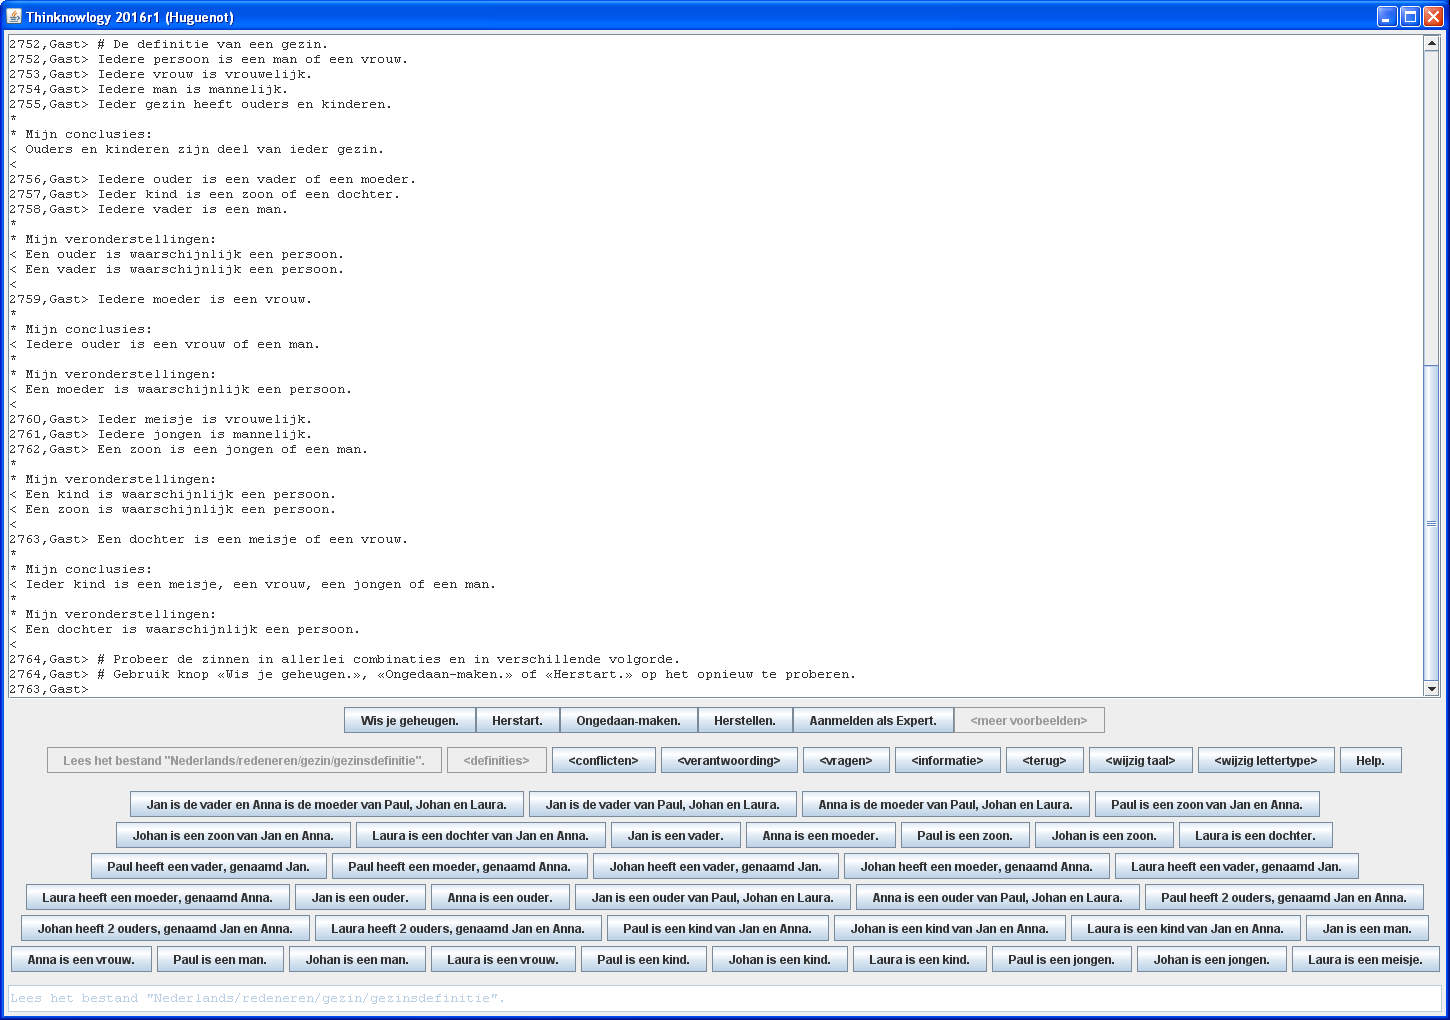 Thinknowlogy 2016r1 (Huguenot)
2752,Gast> # De definitie van een gezin.
2752,Gast> Iedere persoon is een man of een vrouw.
2753,Gast> Iedere vrouw is vrouwelijk.
2754,Gast> Iedere man is mannelijk.
2755,Gast> Ieder gezin heeft ouders en kinderen.
*
* Mijn conclusies:
< Ouders en kinderen zijn deel van ieder gezin.
<
2756,Gast> Iedere ouder is een vader of een moeder.
2757,Gast> Ieder kind is een zoon of een dochter.
2758,Gast> Iedere vader is een man.
*
* Mijn veronderstellingen:
< Een ouder is waarschijnlijk een persoon.
< Een vader is waarschijnlijk een persoon.
<
2759,Gast> Iedere moeder is een vrouw.
*
* Mijn conclusies:
< Iedere ouder is een vrouw of een man.
*
* Mijn veronderstellingen:
< Een moeder is waarschijnlijk een persoon.
<
2760,Gast> Ieder meisje is vrouwelijk.
2761,Gast> Iedere jongen is mannelijk.
2762,Gast> Een zoon is een jongen of een man.
*
* Mijn veronderstellingen:
< Een kind is waarschijnlijk een persoon.
< Een zoon is waarschijnlijk een persoon.
<
2763,Gast> Een dochter is een meisje of een vrouw.
*
* Mijn conclusies:
< Ieder kind is een meisje, een vrouw, een jongen of een man.
*
* Mijn veronderstellingen:
< Een dochter is waarschijnlijk een persoon.
<
2764,Gast> # Probeer de zinnen in allerlei combinaties en in verschillende volgorde.
2764,Gast> # Gebruik knop «Wis je geheugen.», «Ongedaan-maken.» of «Herstart.» op het opnieuw te proberen.
2763,Gast>
Wis je geheugen. Herstart. Ongedaan-maken. Herstellen. Aanmelden als Expert. <meer voorbeelden>
Lees het bestand "Nederlands/redeneren/gezin/gezinsdefinitie". <definities> <conflicten> <verantwoording> <vragen> <informatie> <terug> <wijzig taal> <wijzig lettertype> Help.
Jan is de vader en Anna is de moeder van Paul, Johan en Laura. Jan is de vader van Paul, Johan en Laura. Anna is de moeder van Paul, Johan en Laura. Paul is een zoon van Jan en Anna.
Johan is een zoon van Jan en Anna. Laura is een dochter van Jan en Anna. Jan is een vader. Anna is een moeder. Paul is een zoon. Johan is een zoon. Laura is een dochter.
Paul heeft een vader, genaamd Jan. Paul heeft een moeder, genaamd Anna. Johan heeft een vader, genaamd Jan. Johan heeft een moeder, genaamd Anna. Laura heeft een vader, genaamd Jan.
Laura heeft een moeder, genaamd Anna. Jan is een ouder. Anna is een ouder. Jan is een ouder van Paul, Johan en Laura. Anna is een ouder van Paul, Johan en Laura. Paul heeft 2 ouders, genaamd Jan en Anna.
Johan heeft 2 ouders, genaamd Jan en Anna. Laura heeft 2 ouders, genaamd Jan en Anna. Paul is een kind van Jan en Anna. Johan is een kind van Jan en Anna. Laura is een kind van Jan en Anna. Jan is een man.
Anna is een vrouw. Paul is een man. Johan is een man. Laura is een vrouw. Paul is een kind. Johan is een kind. Laura is een kind. Paul is een jongen. Johan is een jongen. Laura is een meisje.
Lees het bestand "Nederlands/redeneren/gezin/gezinsdefinitie".